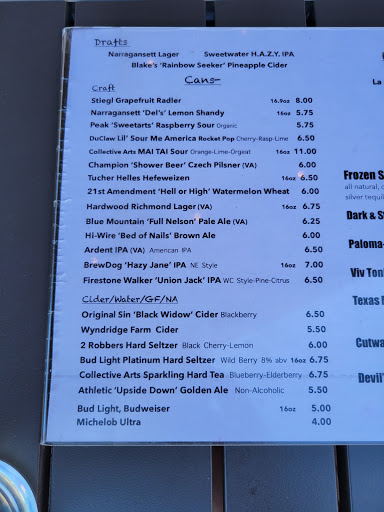 Drafts
Narragansett Lager Sweetwater H.A.Z.Y. IPA
Blake's 'Rainbow Seeker' Pineapple Cider
Cans-
Craft
Stiegl Grapefruit Radler 16.9oz 8.00
Narragansett 'Del's' Lemon Shandy 16oz 5.75
Peak 'Sweetarts' Raspberry Sour Organic 5.75
DuClaw Lil' Sour Me America Rocket Pop Cherry-Rasp-Lime 6.50
Collective Arts MAI TAI Sour Orange-Lime-Orgeat 16oz 11.00
Champion 'Shower Beer' Czech Pilsner (VA) 6.00
Tucher Helles Hefeweizen 16oz 6.50
21st Amendment 'Hell or High' Watermelon Wheat 6.00
Hardwood Richmond Lager (VA) 16oz 6.75
Blue Mountain 'Full Nelson' Pale Ale (VA) 6.25
Hi-Wire 'Bed of Nails' Brown Ale 6.00
Ardent IPA (VA) American IPA 6.50
BrewDog 'Hazy Jane' IPA NE Style 16oz 7.00
Firestone Walker 'Union Jack' IPA WC Style-Pine-Citrus 6.50
Cider/Water/GF/NA
Original Sin 'Black Widow' Cider Blackberry 6.50
Wyndridge Farm Cider 5.50
2 Robbers Hard Seltzer Black Cherry-Lemon 6.00
Bud Light Platinum Hard Seltzer Wild Berry 8% abv 16oz 6.75
Collective Arts Sparkling Hard Tea Blueberry-Elderberry 6.75
Athletic 'Upside Down' Golden Ale Non-Alcoholic 5.50
Bud Light, Budweiser 16oz 5.00
Michelob Ultra 4.00
La
Frozen S
all natural,
silver tequil
Dark & S
Paloma-
Viv Ton
Texas
Cutwa
Devil'